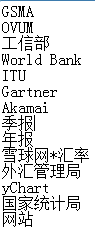 GSMA
OVUM
工信部
World Bank
ITU
Gartner
Akamai
季报
年报
雪球网*汇率
外汇管理局
yChart
国家统计局
网站